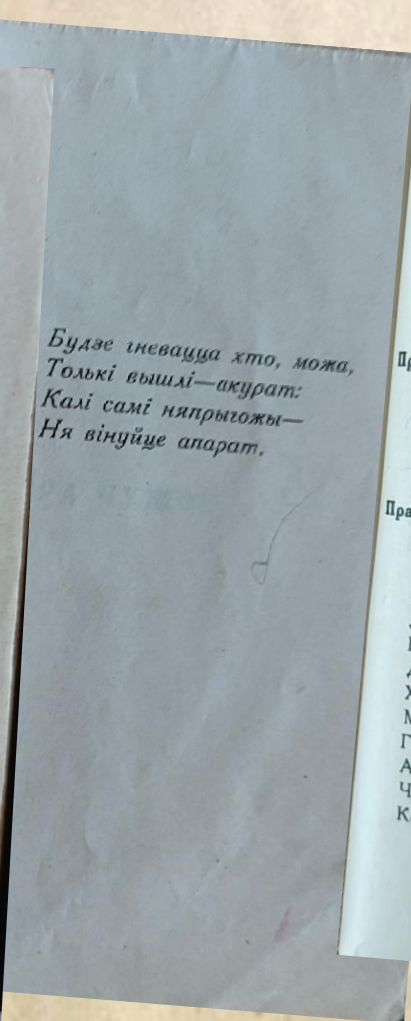 Будзе гневацца хто, можа,
Толькі вышлі—акурат:
Калі самі няпрыгожы—
Ня вінуйце апарат.